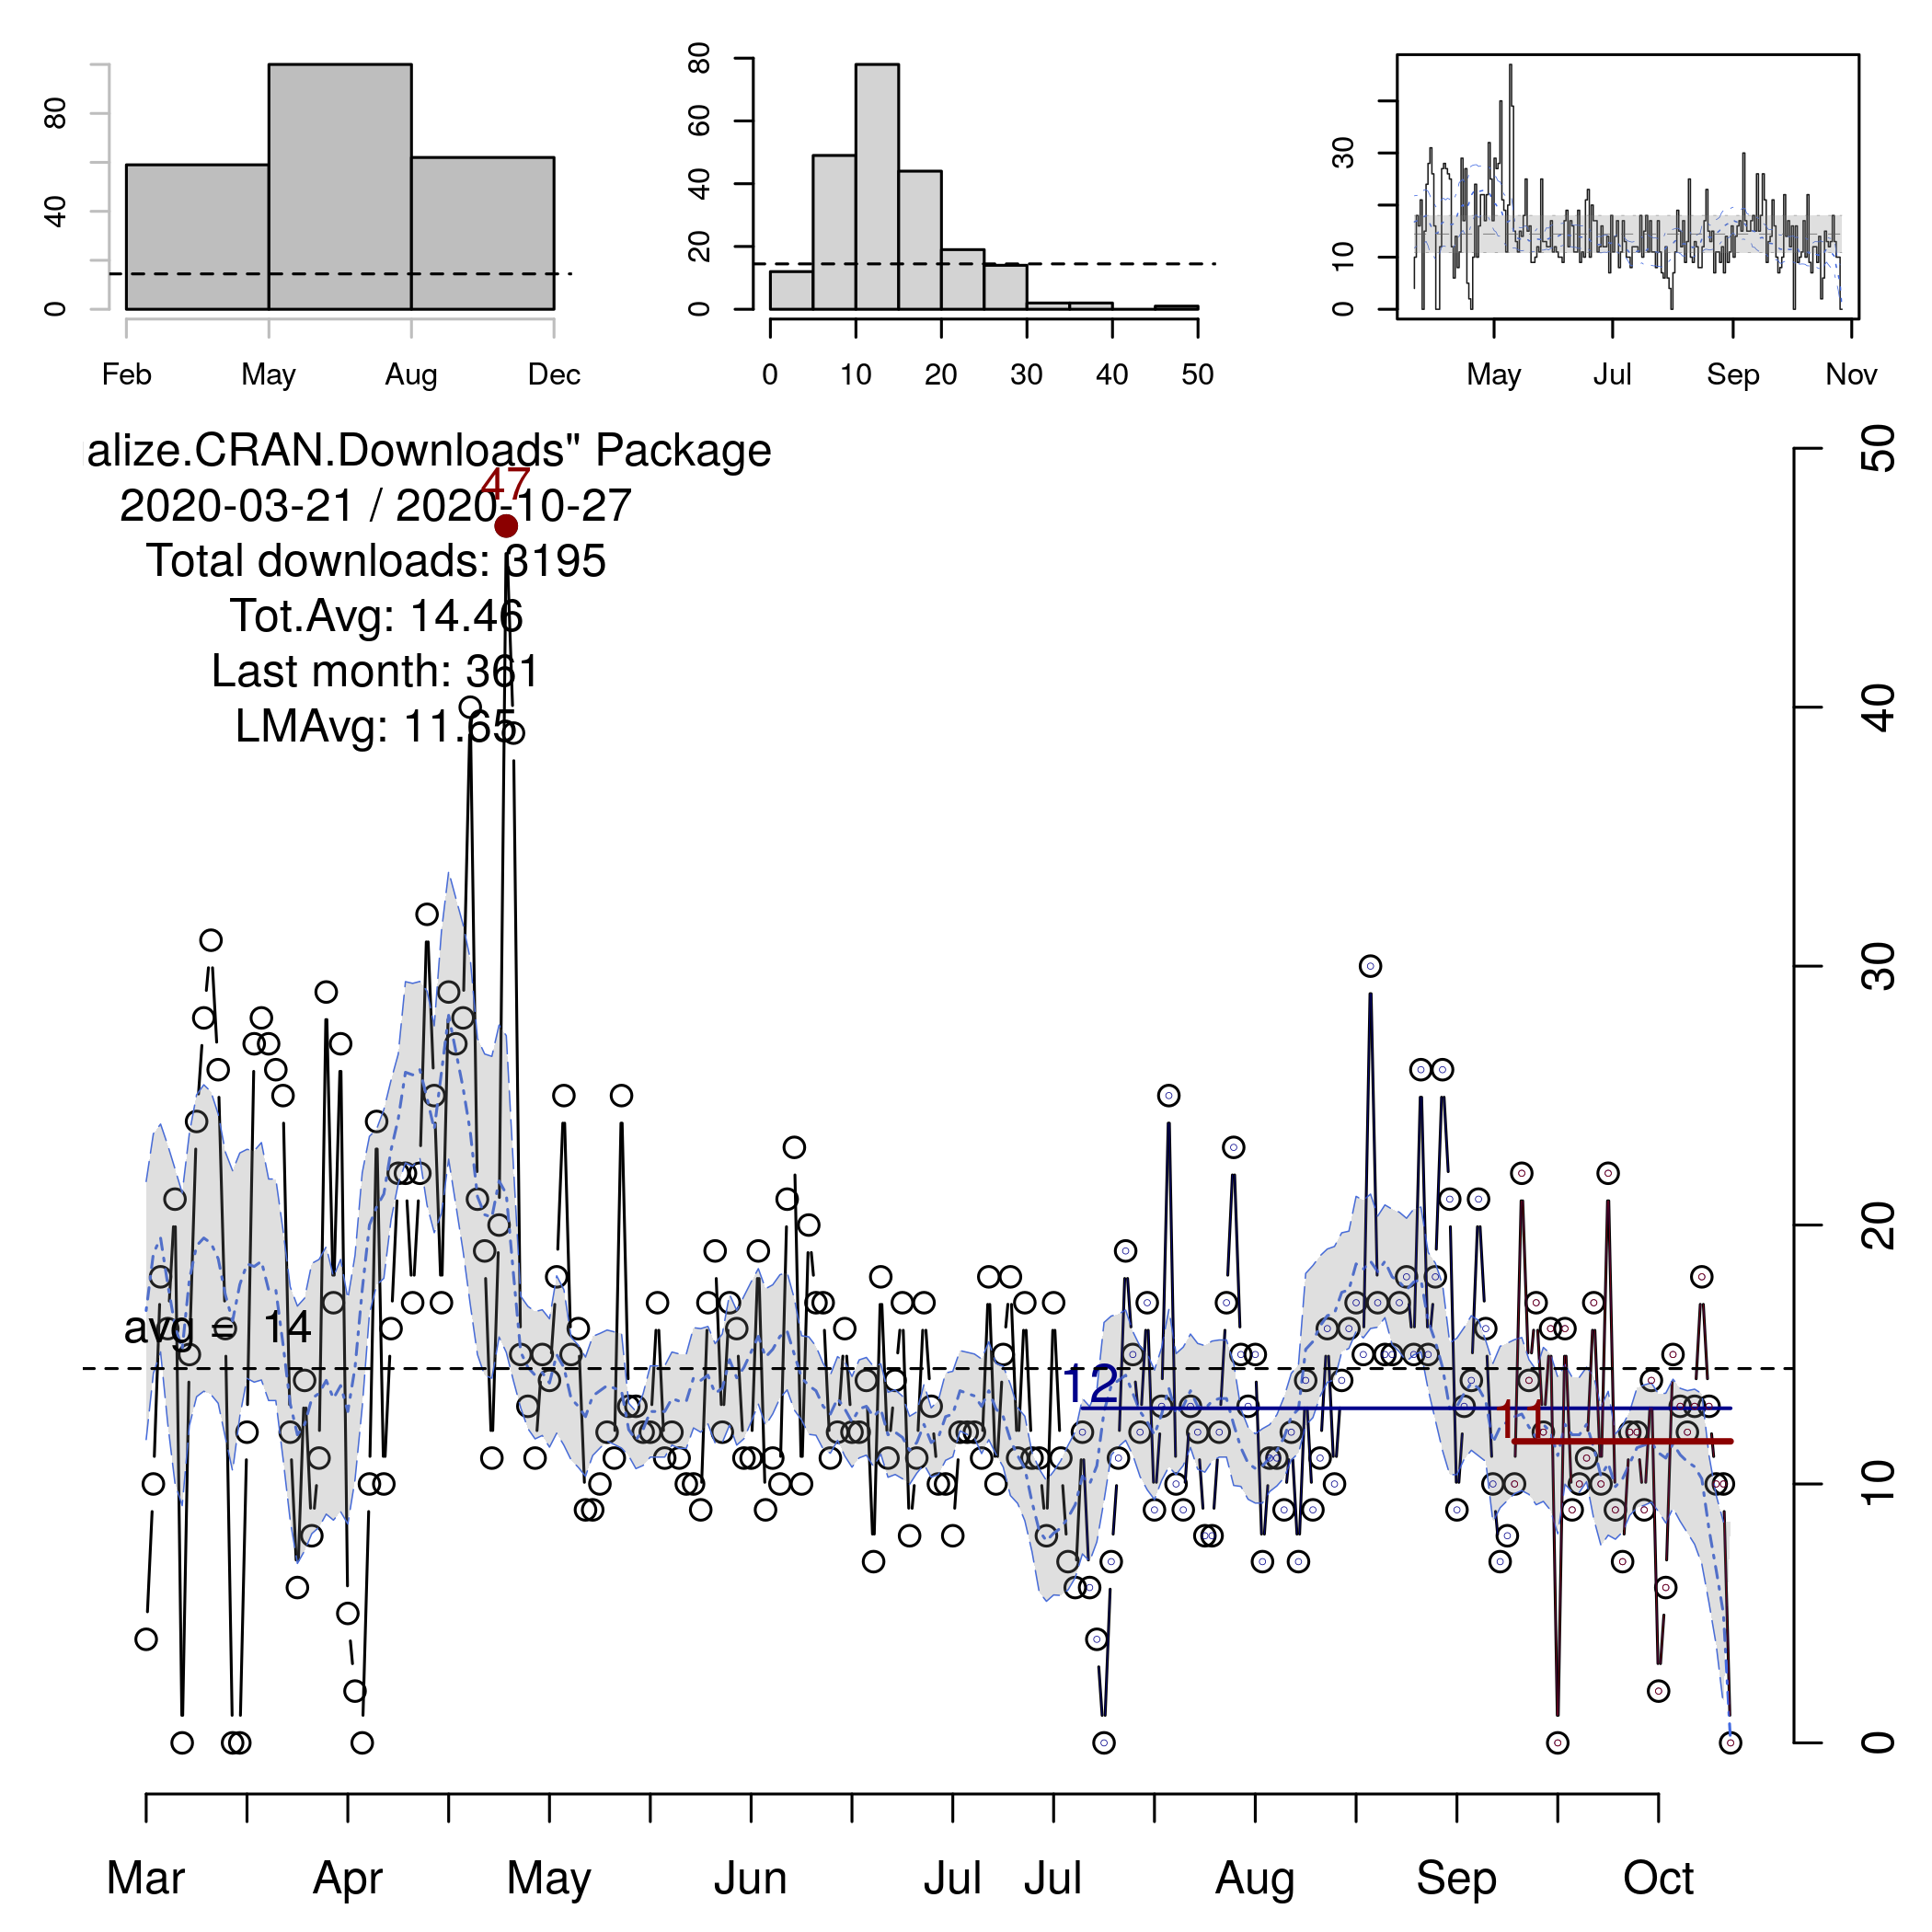 80
40
0
Feb May Aug Dec
80
60
40
20
0
0 10 20 30 40 50
30
10
0
May Jul Sep Nov
alize.CRAN.Downloads" Package
47
2020-03-21 / 2020-10-27
Total downloads: 3195
Tot.Avg: 14.46
Last month: 361
LMAvg: 11.65
avg = 14
12
11
50
40
30
20
10
0
Mar Apr May Jun Jul Jul Aug Sep Oct